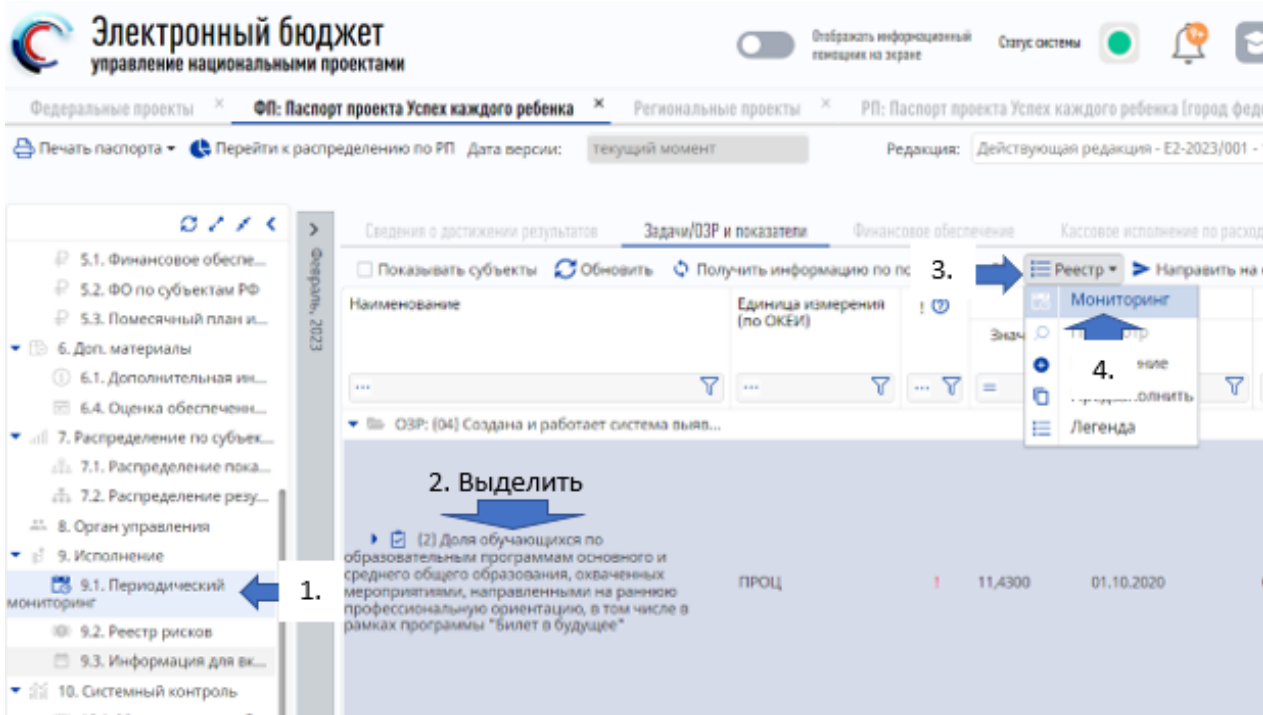 Электронный бюджет
управление национальными проектами
Отображать информационный
помощник на экране
Статус системы
9+
Федеральные проекты ×
ФП: Паспорт проекта Успех каждого ребенка ×
Региональные проекты ×
РП: Паспорт проекта Успех каждого ребенка (город
Печать паспорта
Перейти к распределению по РП
Дата версии:
текущий момент
Редакция:
Действующая редакция - E2-2023/001 -
Сведения о достижении результатов
Задачи/ОЗР и показатели
Финансовое обеспечение
Кассовое исполнение по
Февраль, 2023
Показывать субъекты
Обновить
Получить информацию по
3.
Реестр
Направить на
5.1. Финансовое обеспе...
5.2. ФО по субъектам РФ
5.3. Помесячный план и...
6. Доп. материалы
6.1. Дополнительная ин...
6.4. Оценка обеспеченн...
7. Распределение по субъек...
7.1. Распределение пока...
7.2. Распределение резу...
8. Орган управления
9. Исполнение
9.1. Периодический
мониторинг
1.
9.2. Реестр рисков
9.3. Информация для вк...
10. Системный контроль
Наименование
Единица измерения
(по ОКЕИ)
!
Мониторинг
4.
Легенда
... ... ... =
ОЗР: (04) Создана и работает система выяв...
2. Выделить
(2) Доля обучающихся по
образовательным программам основного и
среднего общего образования, охваченных
мероприятиями, направленными на раннюю
профессиональную ориентацию, в том числе в
рамках программы "Билет в будущее"
ПРОЦ
!
11,4300
01.10.2020